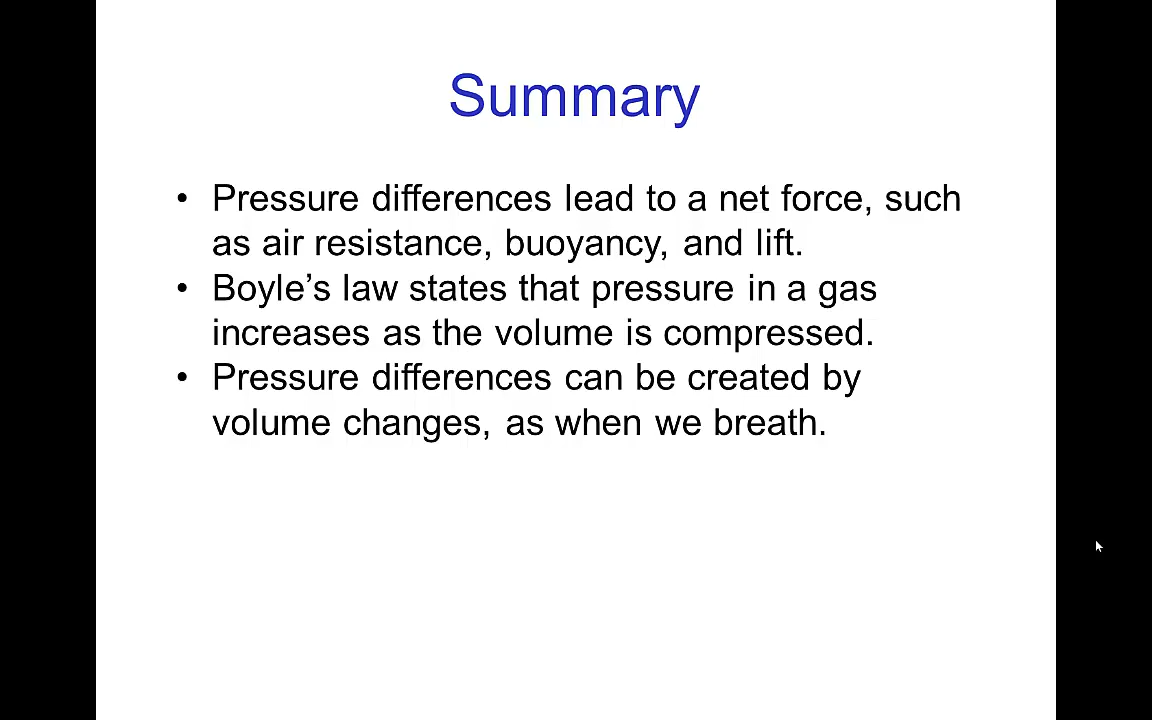 Summary
• Pressure differences lead to a net force, such
as air resistance, buoyancy, and lift.
• Boyle’s law states that pressure in a gas
increases as the volume is compressed.
• Pressure differences can be created by
volume changes, as when we breath.